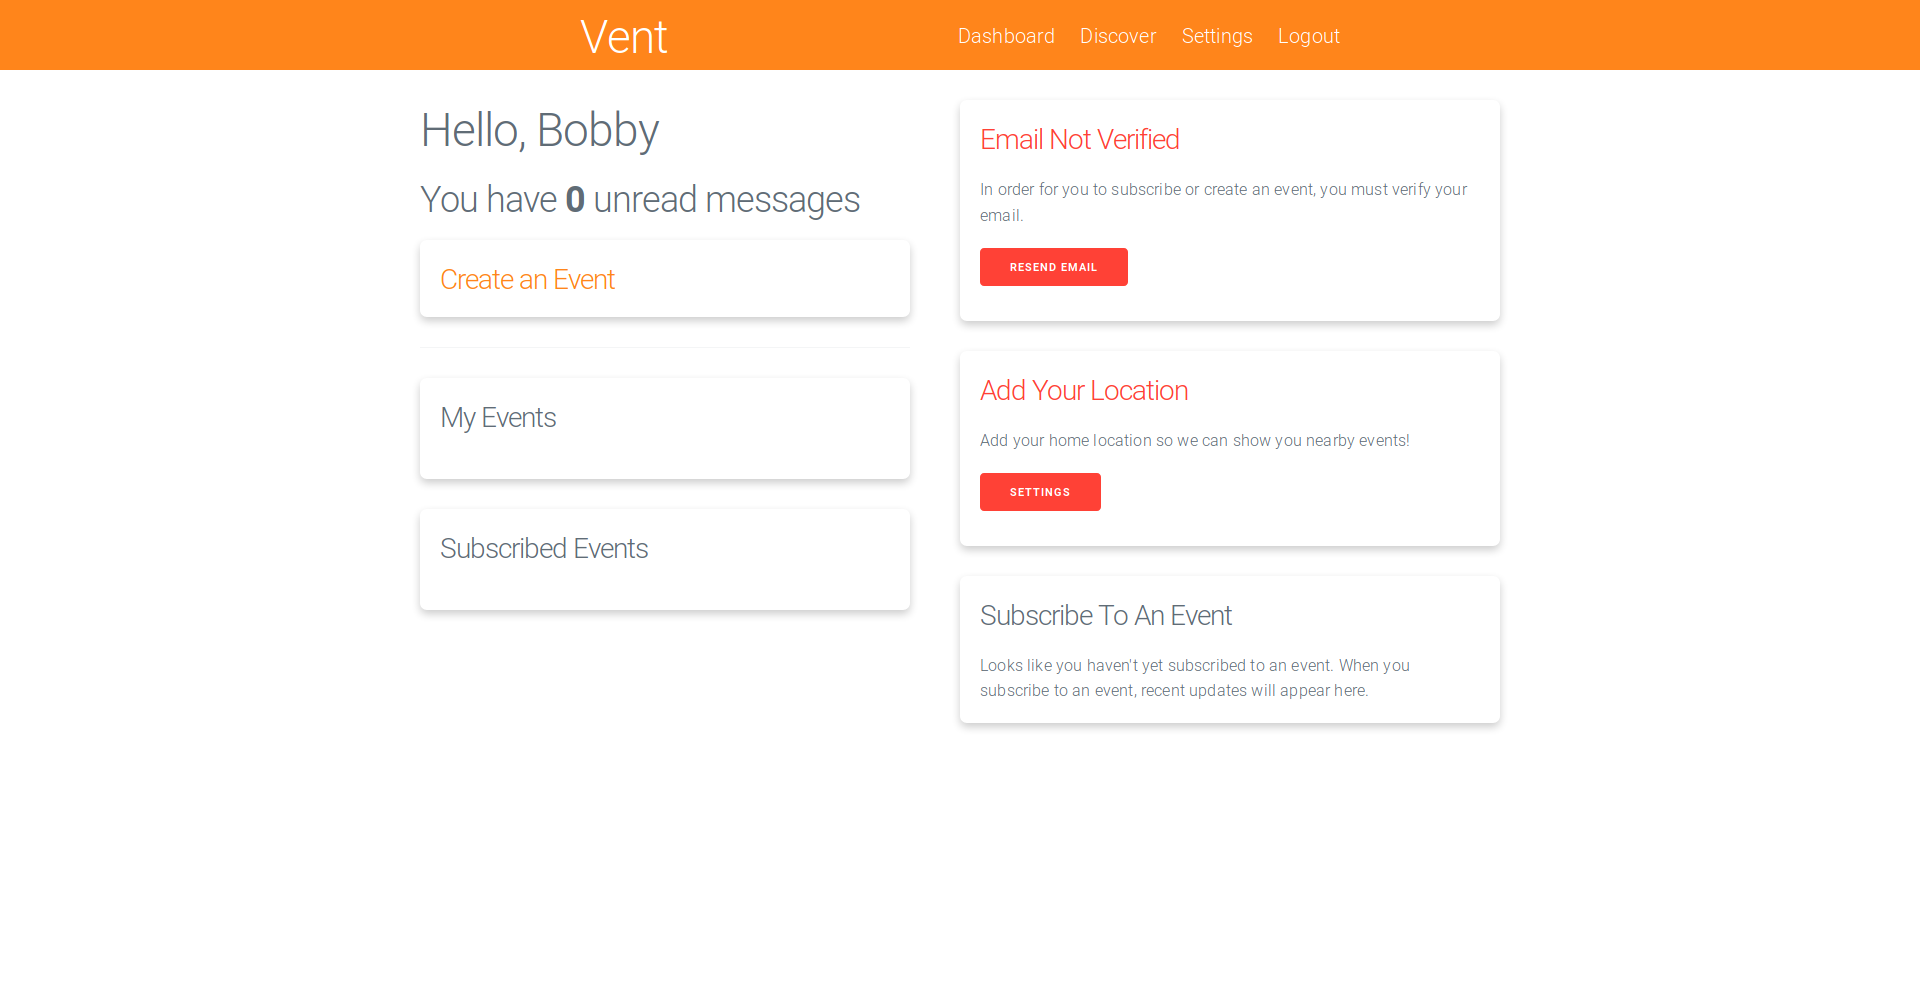 Vent
Dashboard Discover Settings Logout
Hello, Bobby
You have 0 unread messages
Create an Event
My Events
Subscribed Events
Email Not Verified
In order for you to subscribe or create an event, you must verify your
email.
RESEND EMAIL
Add Your Location
Add your home location so we can show you nearby events!
SETTINGS
Subscribe To An Event
Looks like you haven't yet subscribed to an event. When you
subscribe to an event, recent updates will appear here.